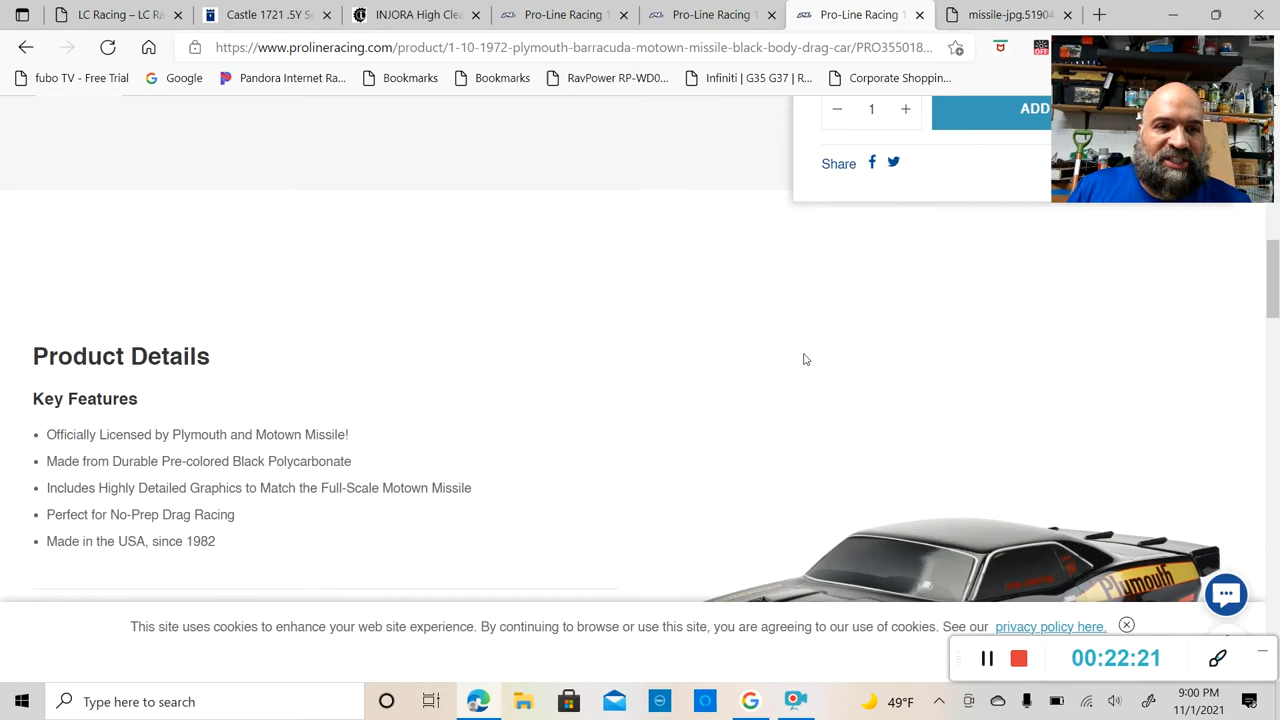 LC Racing – LC Ra
Castle 1721 .5Y S
INJORA High Clea
Pro-Line Racing 1
Pro-Line Racing 1
Pro-Line Racing 1
missile-jpg.5190
https://www.prolineracing.com/product/1-10-1972-plymouth-barracuda-motown-missile-black-body-drag-car/PRO355018...
OFF
fubo TV - Free Trial
Google
Pandora Internet Ra...
Bookmarks
Bookmarks
RavPower RP-WD0...
Infiniti | G35 G37 | P...
Corporate Shoppin...
1
ADD
Share
Product Details
Key Features
• Officially Licensed by Plymouth and Motown Missile!
• Made from Durable Pre-colored Black Polycarbonate
• Includes Highly Detailed Graphics to Match the Full-Scale Motown Missile
• Perfect for No-Prep Drag Racing
• Made in the USA, since 1982
Plymouth
This site uses cookies to enhance your web site experience. By continuing to browse or use this site, you are agreeing to our use of cookies. See our privacy policy here.
00:22:21
Type here to search
49°F
9:00 PM
11/1/2021